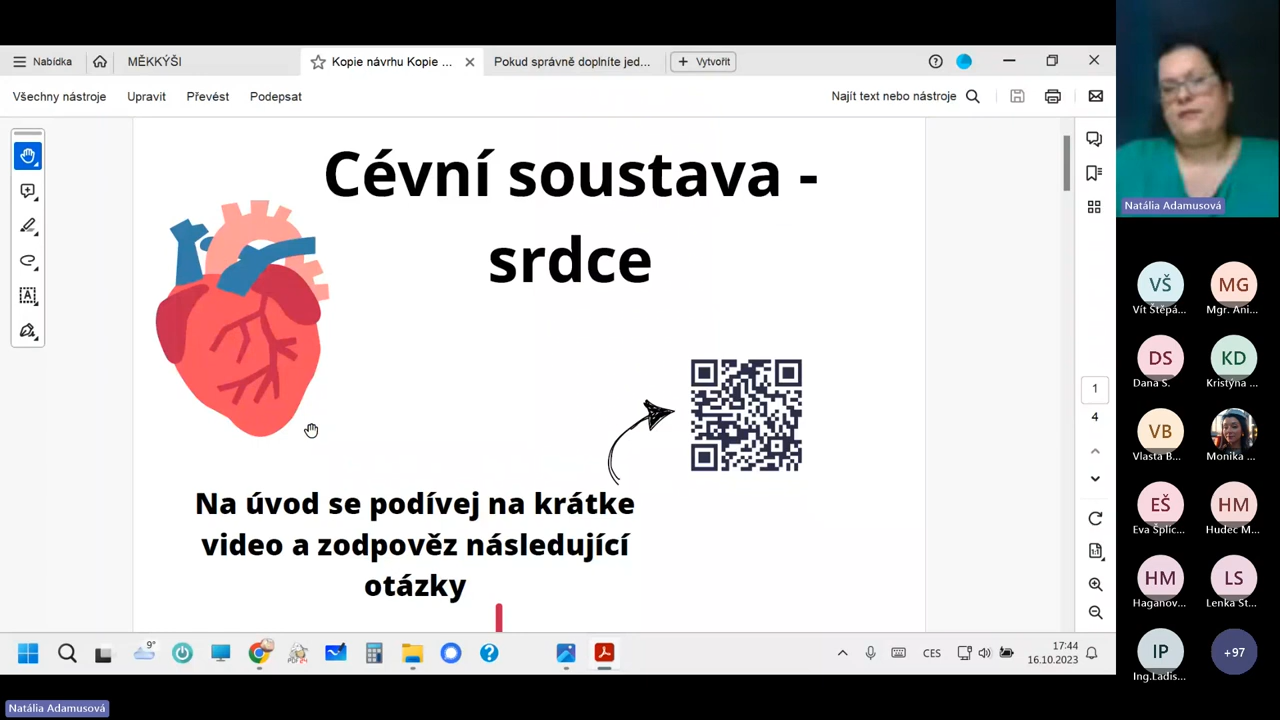 Nabídka
MĚKKÝŠI
Kopie návrhu Kopie ...
Pokud správně doplníte jed...
+ Vytvořit
Všechny nástroje
Upravit
Převést
Podepsat
Najít text nebo nástroje
Cévní soustava -
srdce
Na úvod se podívej na krátke
video a zodpověz následující
otázky
1
4
9°
CES
17:44
16.10.2023
Natália Adamusová
VŠ
Vít Štěpá...
MG
Mgr. Ani...
DS
Dana S.
KD
Kristýna ...
VB
Vlasta B...
Monika ...
EŠ
Eva Šplíc...
HM
Hudec M...
HM
Haganov...
LS
Lenka St...
IP
Ing.Ladis...
+97
Natália Adamusová